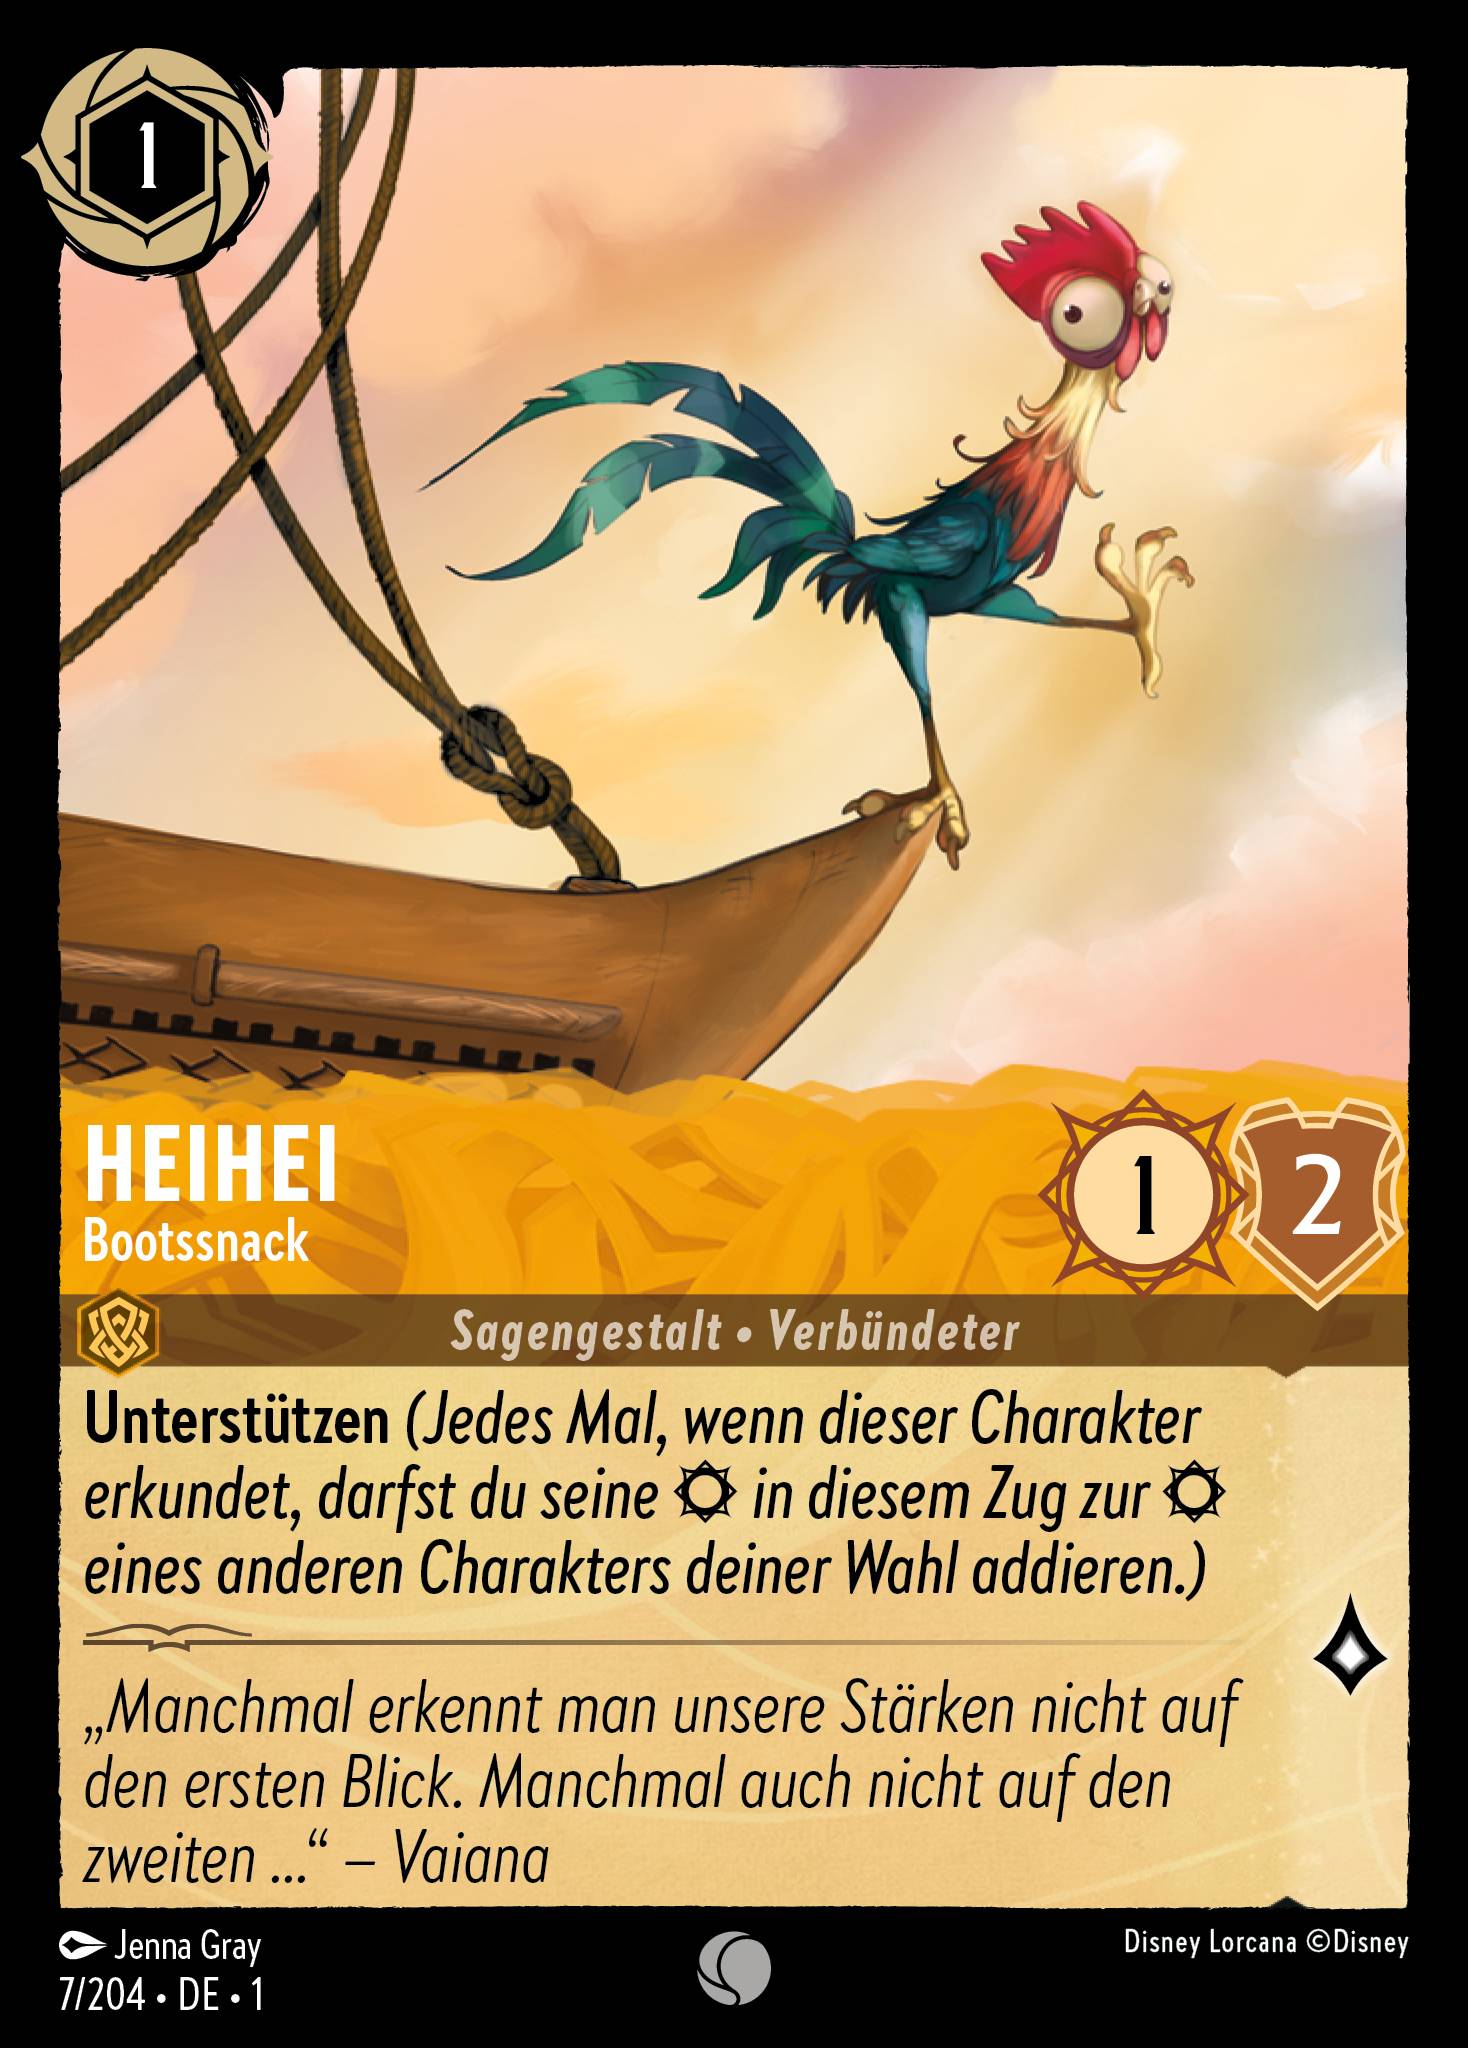 1
HEIHEI
Bootssnack
1
2
Sagengestalt • Verbündeter
Unterstützen (Jedes Mal, wenn dieser Charakter
erkundet, darfst du seine in diesem Zug zur
eines anderen Charakters deiner Wahl addieren.)
„Manchmal erkennt man unsere Stärken nicht auf
den ersten Blick. Manchmal auch nicht auf den
zweiten ...“ – Vaiana
Jenna Gray
Disney Lorcana ©Disney
7/204 • DE • 1